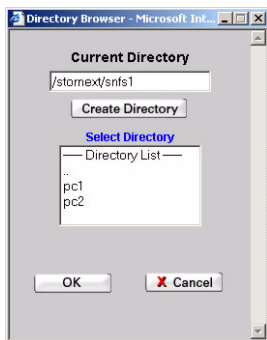 Directory Browser - Microsoft Int...
Current Directory
/stornext/snfs1
Create Directory
Select Directory
--- Directory List ---
..
pc1
pc2
OK
X Cancel